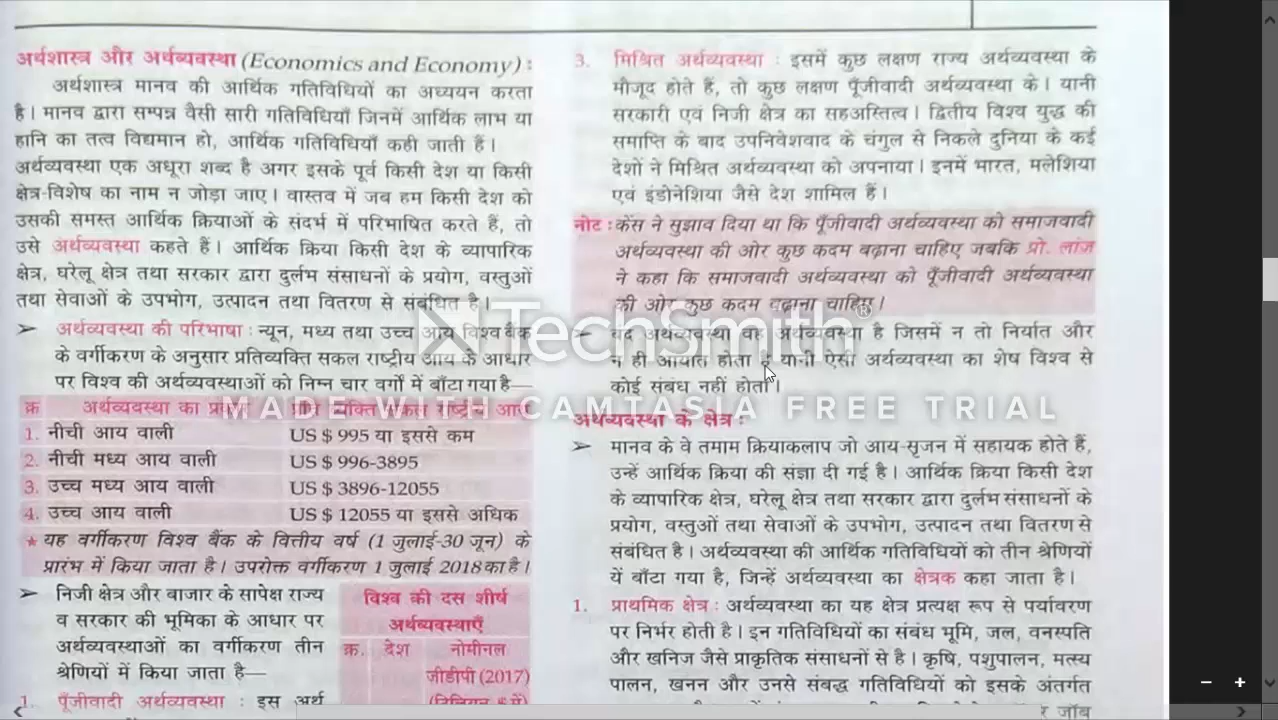 अर्थशास्त्र और अर्थव्यवस्था (Economics and Economy) :
अर्थशास्त्र मानव की आर्थिक गतिविधियों का अध्ययन करता
है। मानव द्वारा सम्पन्न वैसी सारी गतिविधियाँ जिनमें आर्थिक लाभ या
हानि का तत्व विद्यमान हो, आर्थिक गतिविधियाँ कही जाती हैं।
अर्थव्यवस्था एक अधूरा शब्द है अगर इसके पूर्व किसी देश या किसी
क्षेत्र-विशेष का नाम न जोड़ा जाए। वास्तव में जब हम किसी देश को
उसकी समस्त आर्थिक क्रियाओं के संदर्भ में परिभाषित करते हैं, तो
उसे अर्थव्यवस्था कहते हैं। आर्थिक क्रिया किसी देश के व्यापारिक
क्षेत्र, घरेलू क्षेत्र तथा सरकार द्वारा दुर्लभ संसाधनों के प्रयोग, वस्तुओं
तथा सेवाओं के उपभोग, उत्पादन तथा वितरण से संबंधित है।
➤ अर्थव्यवस्था की परिभाषा : न्यून, मध्य तथा उच्च आय विश्व बैंक
के वर्गीकरण के अनुसार प्रतिव्यक्ति सकल राष्ट्रीय आय के आधार
पर विश्व की अर्थव्यवस्थाओं को निम्न चार वर्गों में बाँटा गया है—
क्र अर्थव्यवस्था का प्रकार प्रति व्यक्ति सकल राष्ट्रीय आय
1. नीची आय वाली US $ 995 या इससे कम
2. नीची मध्य आय वाली US $ 996-3895
3. उच्च मध्य आय वाली US $ 3896-12055
4. उच्च आय वाली US $ 12055 या इससे अधिक
★ यह वर्गीकरण विश्व बैंक के वित्तीय वर्ष (1 जुलाई-30 जून) के
प्रारंभ में किया जाता है। उपरोक्त वर्गीकरण 1 जुलाई 2018 का है।
➤ निजी क्षेत्र और बाजार के सापेक्ष राज्य
व सरकार की भूमिका के आधार पर
अर्थव्यवस्थाओं का वर्गीकरण तीन
श्रेणियों में किया जाता है—
1. पूँजीवादी अर्थव्यवस्था : इस अर्थ
विश्व की दस शीर्ष
अर्थव्यवस्थाएँ
क्र. देश नोमीनल
जीडीपी (2017)
3. मिश्रित अर्थव्यवस्था : इसमें कुछ लक्षण राज्य अर्थव्यवस्था के
मौजूद होते हैं, तो कुछ लक्षण पूँजीवादी अर्थव्यवस्था के। यानी
सरकारी एवं निजी क्षेत्र का सहअस्तित्व। द्वितीय विश्व युद्ध की
समाप्ति के बाद उपनिवेशवाद के चंगुल से निकले दुनिया के कई
देशों ने मिश्रित अर्थव्यवस्था को अपनाया। इनमें भारत, मलेशिया
एवं इंडोनेशिया जैसे देश शामिल हैं।
नोट : केंस ने सुझाव दिया था कि पूँजीवादी अर्थव्यवस्था को समाजवादी
अर्थव्यवस्था की ओर कुछ कदम बढ़ाना चाहिए जबकि प्रो. लांज
ने कहा कि समाजवादी अर्थव्यवस्था को पूँजीवादी अर्थव्यवस्था
की ओर कुछ कदम बढ़ाना चाहिए।
➤ बंद अर्थव्यवस्था वह अर्थव्यवस्था है जिसमें न तो निर्यात और
न ही आयात होता है यानी ऐसी अर्थव्यवस्था का शेष विश्व से
कोई संबंध नहीं होता।
अर्थव्यवस्था के क्षेत्र :
➤ मानव के वे तमाम क्रियाकलाप जो आय-सृजन में सहायक होते हैं,
उन्हें आर्थिक क्रिया की संज्ञा दी गई है। आर्थिक क्रिया किसी देश
के व्यापारिक क्षेत्र, घरेलू क्षेत्र तथा सरकार द्वारा दुर्लभ संसाधनों के
प्रयोग, वस्तुओं तथा सेवाओं के उपभोग, उत्पादन तथा वितरण से
संबंधित है। अर्थव्यवस्था की आर्थिक गतिविधियों को तीन श्रेणियों
में बाँटा गया है, जिन्हें अर्थव्यवस्था का क्षेत्रक कहा जाता है।
1. प्राथमिक क्षेत्र : अर्थव्यवस्था का यह क्षेत्र प्रत्यक्ष रूप से पर्यावरण
पर निर्भर होती है। इन गतिविधियों का संबंध भूमि, जल, वनस्पति
और खनिज जैसे प्राकृतिक संसाधनों से है। कृषि, पशुपालन, मत्स्य
पालन, खनन और उनसे संबद्ध गतिविधियों को इसके अंतर्गत
TechSmith®
MADE WITH CAMTASIA FREE TRIAL